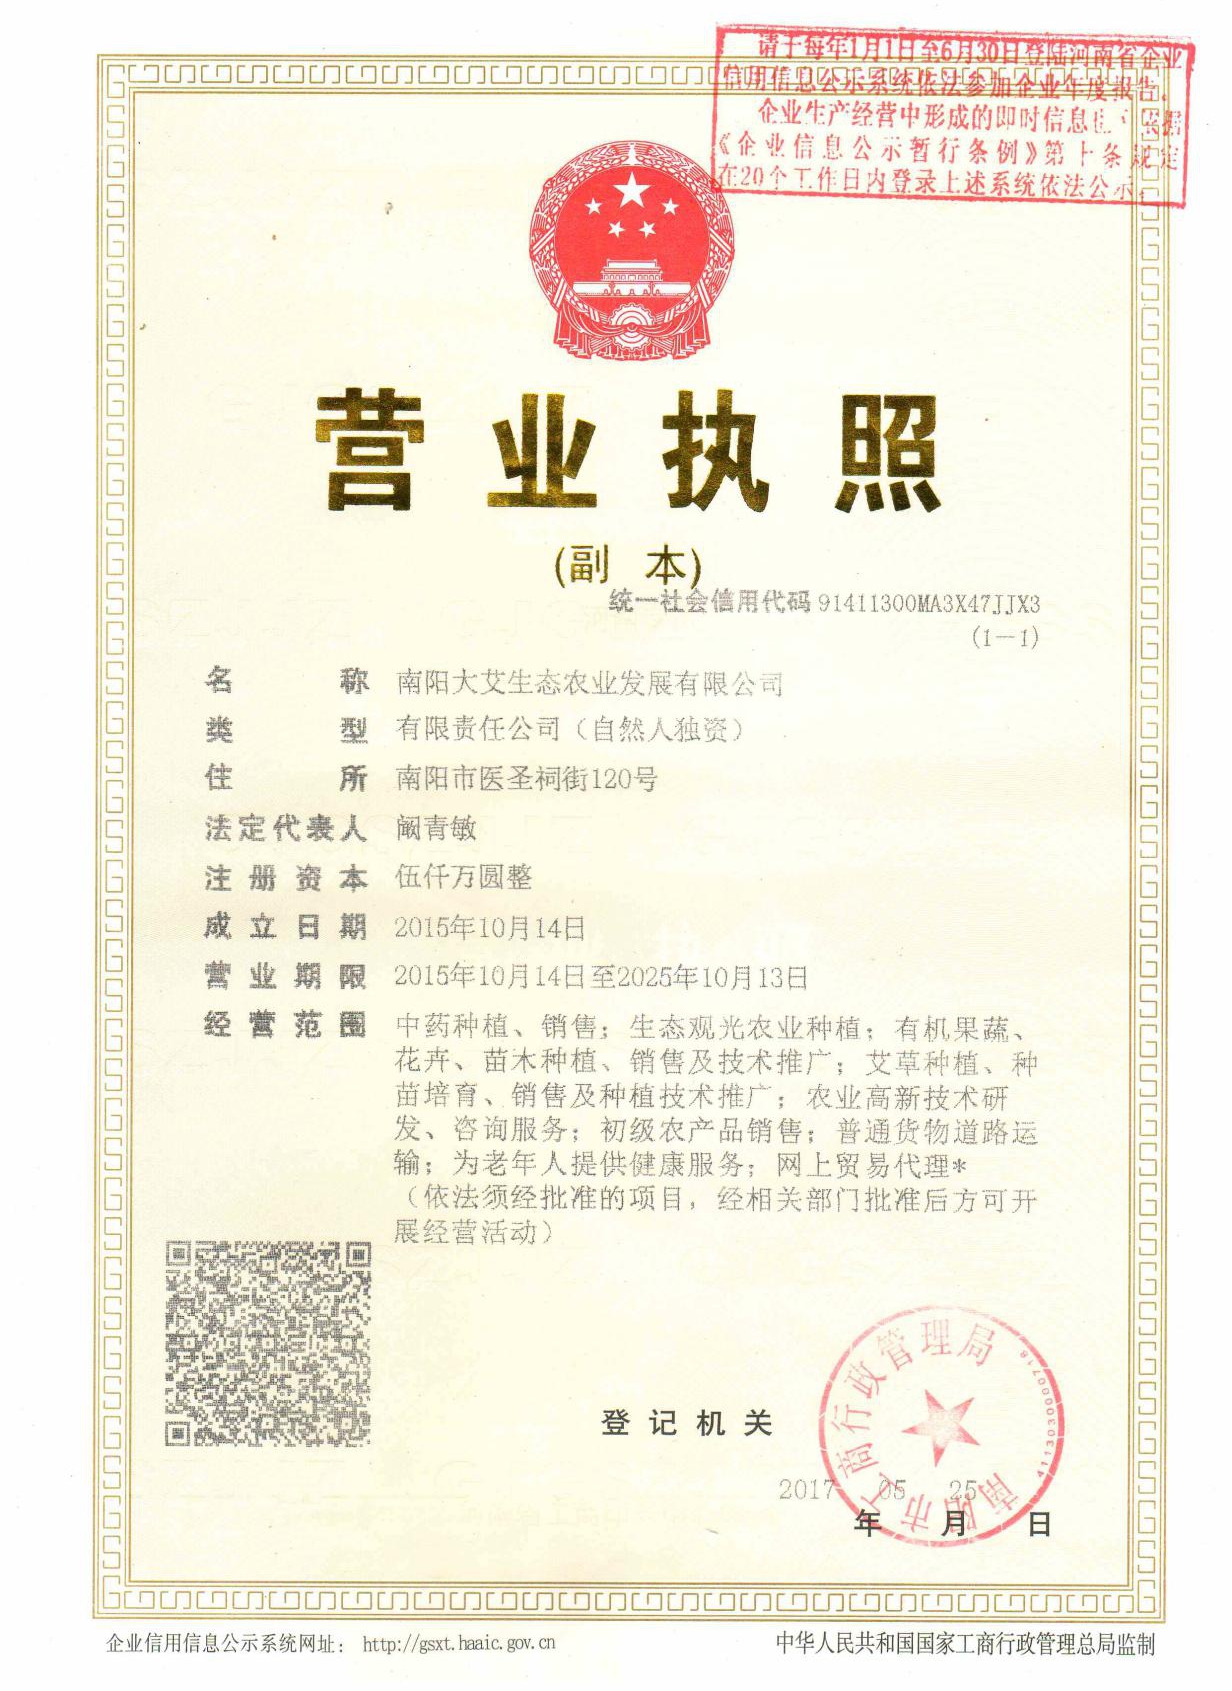 请于每年1月1日至6月30日登陆河南省企业
信用信息公示系统依法参加企业年度报告。
企业生产经营中形成的即时信息也
《企业信息公示暂行条例》第十条规定
在20个工作日内登录上述系统依法公示。
营业执照
(副本)
统一社会信用代码 91411300MA3X47JJX3
(1-1)
名称 南阳大艾生态农业发展有限公司
类型 有限责任公司（自然人独资）
住所 南阳市医圣祠街120号
法定代表人 阚青敏
注册资本 伍仟万圆整
成立日期 2015年10月14日
营业期限 2015年10月14日至2025年10月13日
经营范围 中药种植、销售；生态观光农业种植；有机果蔬、
花卉、苗木种植、销售及技术推广；艾草种植、种
苗培育、销售及种植技术推广；农业高新技术研
发、咨询服务；初级农产品销售；普通货物道路运
输；为老年人提供健康服务；网上贸易代理*
（依法须经批准的项目，经相关部门批准后方可开
展经营活动）
南阳市工商行政管理局
登记机关
2017年05月25日
企业信用信息公示系统网址： http://gsxt.haaic.gov.cn
中华人民共和国国家工商行政管理总局监制